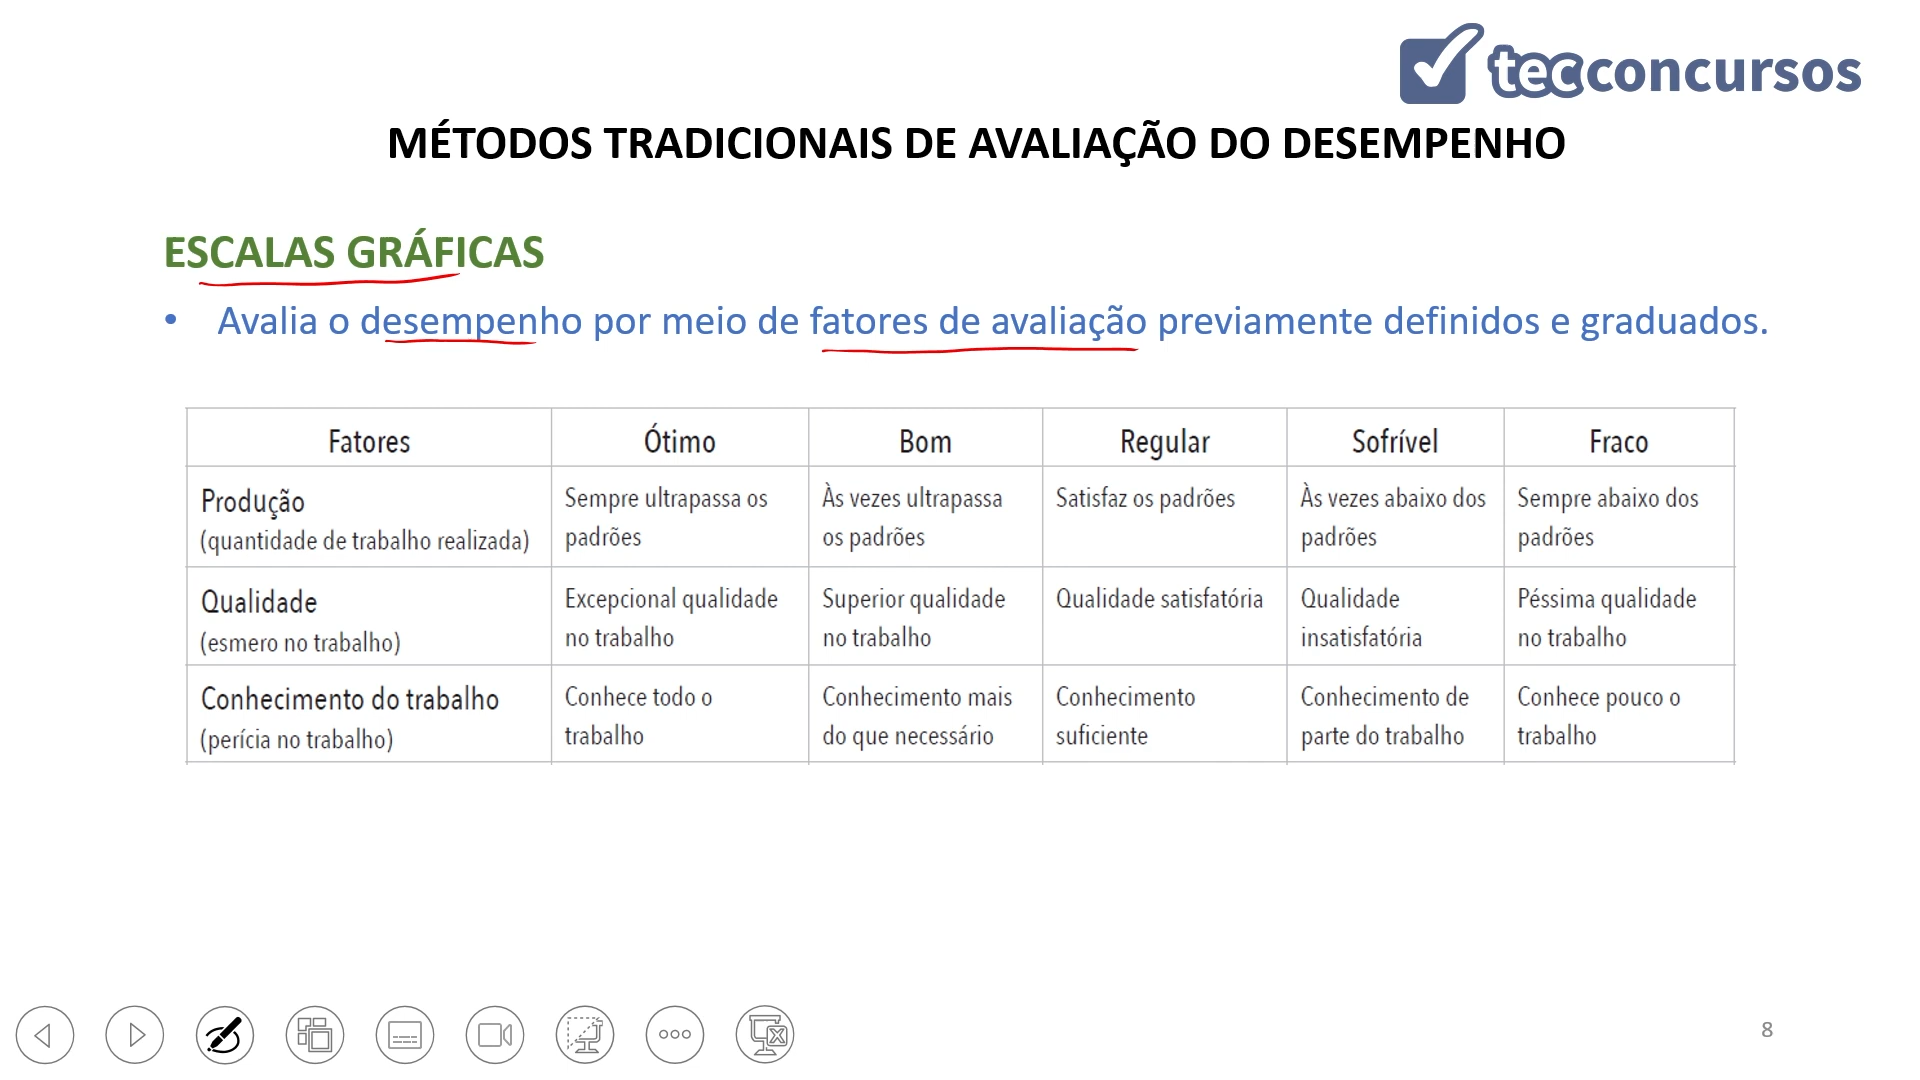 tecconcursos
MÉTODOS TRADICIONAIS DE AVALIAÇÃO DO DESEMPENHO
ESCALAS GRÁFICAS
• Avalia o desempenho por meio de fatores de avaliação previamente definidos e graduados.
Fatores Ótimo Bom Regular Sofrível Fraco
Produção Sempre ultrapassa os Às vezes ultrapassa Satisfaz os padrões Às vezes abaixo dos Sempre abaixo dos
(quantidade de trabalho realizada) padrões os padrões padrões padrões
Qualidade Excepcional qualidade Superior qualidade Qualidade satisfatória Qualidade Péssima qualidade
(esmero no trabalho) no trabalho no trabalho insatisfatória no trabalho
Conhecimento do trabalho Conhece todo o Conhecimento mais Conhecimento Conhecimento de Conhece pouco o
(perícia no trabalho) trabalho do que necessário suficiente parte do trabalho trabalho
8